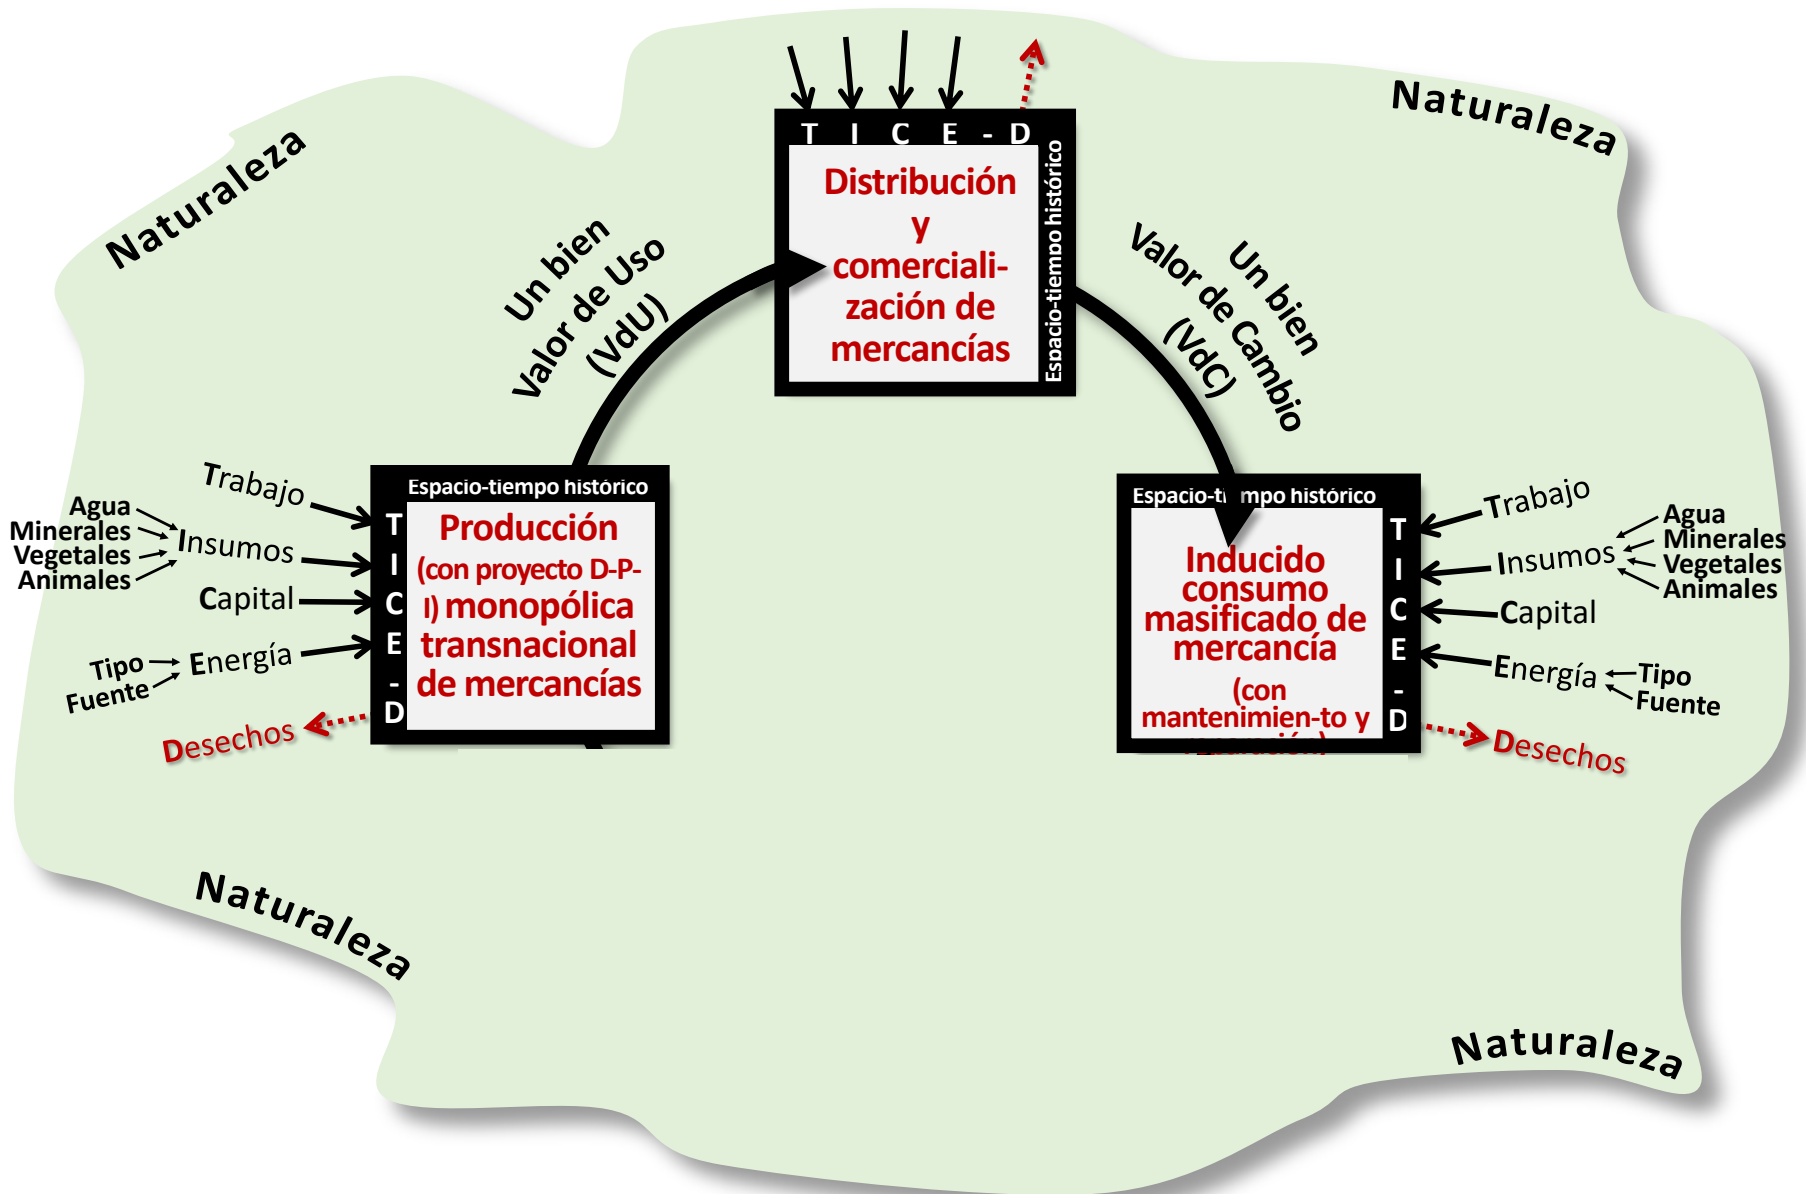 Naturaleza
Naturaleza
T I C E - D
Distribución
y
comerciali-
zación de
mercancías
Espacio-tiempo histórico
Un bien
Valor de Uso
(VdU)
Un bien
Valor de Cambio
(VdC)
Trabajo
Agua
Minerales
Vegetales
Animales
Insumos
Capital
Tipo
Fuente
Energía
Desechos
T
I
C
E
-
D
Espacio-tiempo histórico
Producción
(con proyecto D-P-
I) monopólica
transnacional
de mercancías
Espacio-ti mpo histórico
Inducido
consumo
masificado de
mercancía
(con
mantenimien-to y
T
I
C
E
-
D
Trabajo
Insumos
Agua
Minerales
Vegetales
Animales
Capital
Energía
Tipo
Fuente
Desechos
Naturaleza
Naturaleza